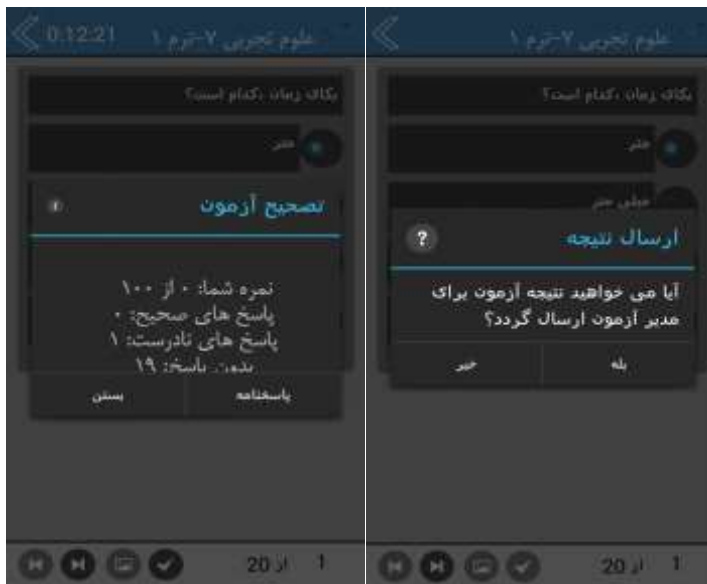 علوم تجربی ۷-ترم ۱
0:12:21
یکای زمان ،کدام است؟
متر
تصحیح آزمون
نمره شما: ۰ از ۱۰۰
پاسخ های صحیح: ۰
پاسخ های نادرست: ۱
بدون پاسخ: ۱۹
پاسخنامه
بستن
1 از 20
علوم تجربی ۷-ترم ۱
یکای زمان ،کدام است؟
متر
میلی متر
ارسال نتیجه
?
آیا می خواهید نتیجه آزمون برای
مدیر آزمون ارسال گردد؟
بله
خیر
1 از 20